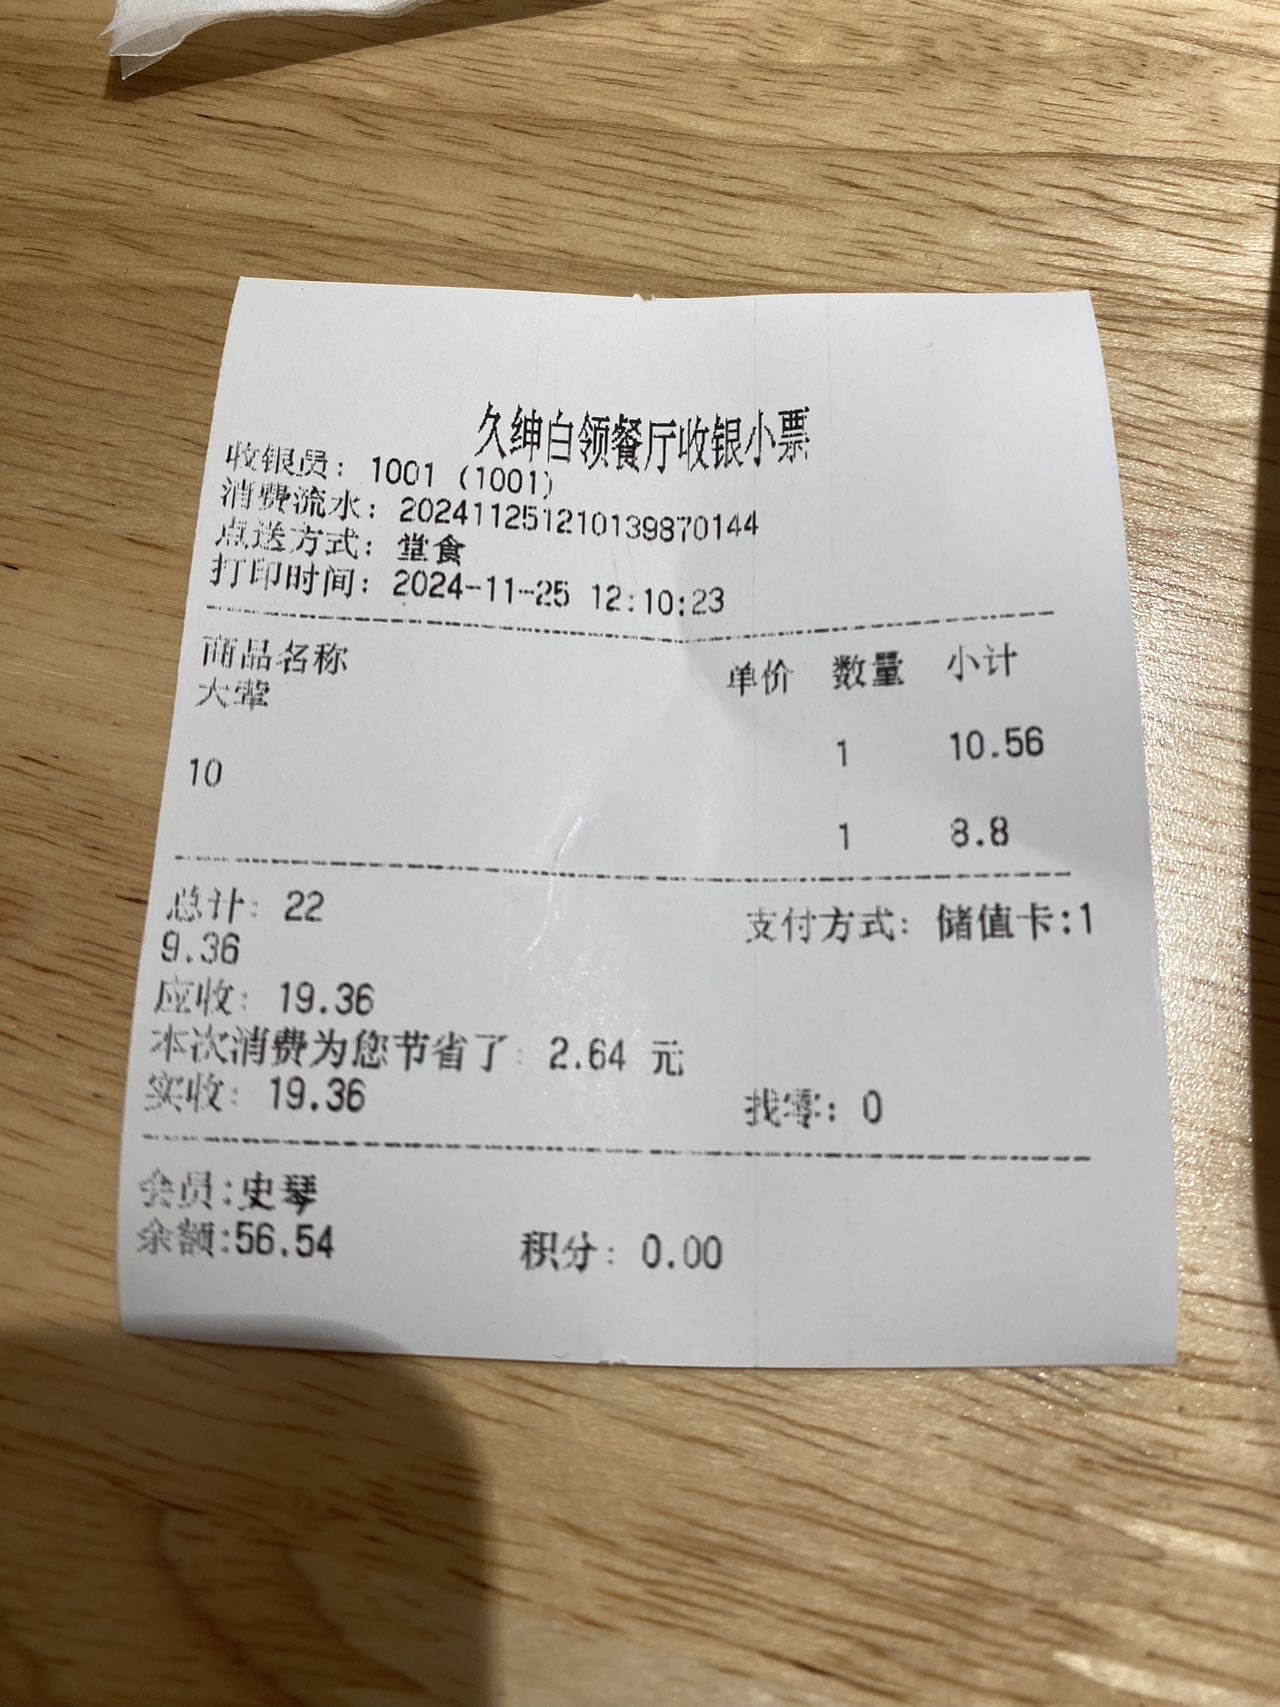 久绅白领餐厅收银小票
收银员：1001 (1001)
消费流水：20241125121013987​0144
点送方式：堂食
打印时间：2024-11-25 12:10:23
商品名称 单价 数量 小计
大荤
1 10.56
10
1 8.8
总计：22 支付方式：储值卡:1
9.36
应收：19.36
本次消费为您节省了：2.64 元
实收：19.36 找零：0
会员:史琴
余额:56.54 积分：0.00